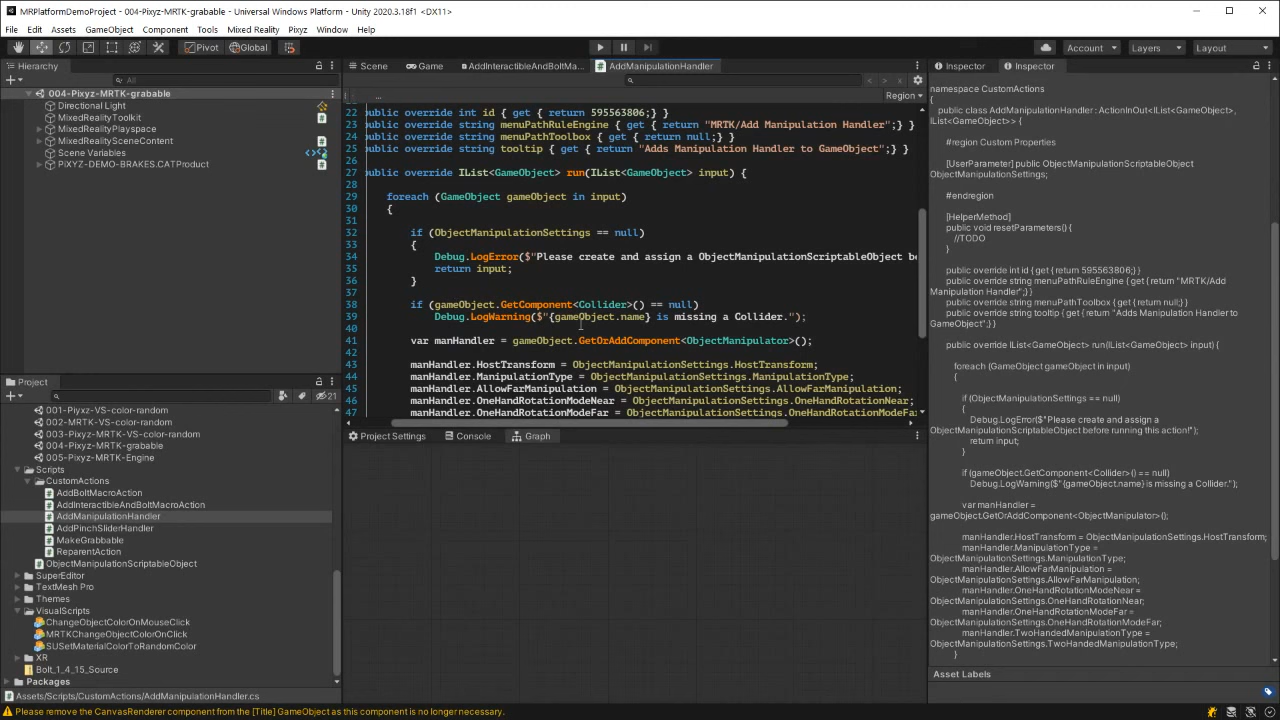 MRPlatformDemoProject - 004-Pixyz-MRTK-grabable - Universal Windows Platform - Unity 2020.3.18f1 <DX11>
File Edit Assets GameObject Component Tools Mixed Reality Pixyz Window Help
Pivot Global Account Layers Layout
Hierarchy
All
004-Pixyz-MRTK-grabable
Directional Light
MixedRealityToolkit
MixedRealityPlayspace
MixedRealitySceneContent
Scene Variables
PIXYZ-DEMO-BRAKES.CATProduct
Project
21
001-Pixyz-VS-color-random
002-MRTK-VS-color-random
003-Pixyz-MRTK-VS-color-random
004-Pixyz-MRTK-grabable
005-Pixyz-MRTK-Engine
Scripts
CustomActions
AddBoltMacroAction
AddInteractibleAndBoltMacroAction
AddManipulationHandler
AddPinchSliderHandler
MakeGrabbable
ReparentAction
ObjectManipulationScriptableObject
SuperEditor
TextMesh Pro
Themes
VisualScripts
ChangeObjectColorOnMouseClick
MRTKChangeObjectColorOnClick
SUSetMaterialColorToRandomColor
XR
Bolt_1_4_15_Source
Packages
Assets/Scripts/CustomActions/AddManipulationHandler.cs
Scene Game AddInteractibleAndBoltMa... AddManipulationHandler
... Region
22 public override int id { get { return 595563806;} }
23 public override string menuPathRuleEngine { get { return "MRTK/Add Manipulation Handler";} }
24 public override string menuPathToolbox { get { return null;} }
25 public override string tooltip { get { return "Adds Manipulation Handler to GameObject";} }
26
27 public override IList<GameObject> run(IList<GameObject> input) {
28
29 foreach (GameObject gameObject in input)
30 {
31
32 if (ObjectManipulationSettings == null)
33 {
34 Debug.LogError($"Please create and assign a ObjectManipulationScriptableObject be
35 return input;
36 }
37
38 if (gameObject.GetComponent<Collider>() == null)
39 Debug.LogWarning($"{gameObject.name} is missing a Collider.");
40
41 var manHandler = gameObject.GetOrAddComponent<ObjectManipulator>();
42
43 manHandler.HostTransform = ObjectManipulationSettings.HostTransform;
44 manHandler.ManipulationType = ObjectManipulationSettings.ManipulationType;
45 manHandler.AllowFarManipulation = ObjectManipulationSettings.AllowFarManipulation;
46 manHandler.OneHandRotationModeNear = ObjectManipulationSettings.OneHandRotationNear;
47 manHandler.OneHandRotationModeFar = ObjectManipulationSettings.OneHandRotationModeFar
Project Settings Console Graph
Inspector Inspector
namespace CustomActions
{
public class AddManipulationHandler : ActionInOut<IList<GameObject>,
IList<GameObject>> {
#region Custom Properties
[UserParameter] public ObjectManipulationScriptableObject
ObjectManipulationSettings;
#endregion
[HelperMethod]
public void resetParameters() {
//TODO
}
public override int id { get { return 595563806;} }
public override string menuPathRuleEngine { get { return "MRTK/Add
Manipulation Handler";} }
public override string menuPathToolbox { get { return null;} }
public override string tooltip { get { return "Adds Manipulation Handler to
GameObject";} }
public override IList<GameObject> run(IList<GameObject> input) {
foreach (GameObject gameObject in input)
{
if (ObjectManipulationSettings == null)
{
Debug.LogError($"Please create and assign a
ObjectManipulationScriptableObject before running this action!");
return input;
}
if (gameObject.GetComponent<Collider>() == null)
Debug.LogWarning($"{gameObject.name} is missing a Collider.");
var manHandler =
gameObject.GetOrAddComponent<ObjectManipulator>();
manHandler.HostTransform = ObjectManipulationSettings.HostTransform;
manHandler.ManipulationType =
ObjectManipulationSettings.ManipulationType;
manHandler.AllowFarManipulation =
ObjectManipulationSettings.AllowFarManipulation;
manHandler.OneHandRotationModeNear =
ObjectManipulationSettings.OneHandRotationNear;
manHandler.OneHandRotationModeFar =
ObjectManipulationSettings.OneHandRotationModeFar;
manHandler.TwoHandedManipulationType =
ObjectManipulationSettings.TwoHandedManipulationType;
}
Asset Labels
Please remove the CanvasRenderer component from the [Title] GameObject as this component is no longer necessary.